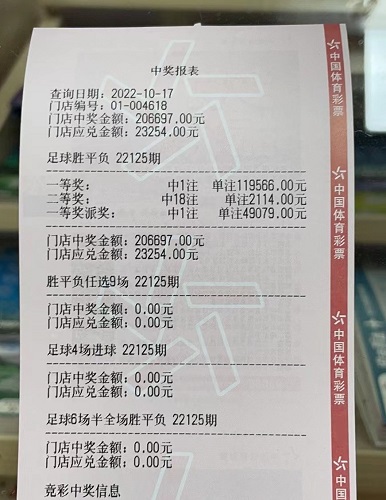 中奖报表
查询日期：2022-10-17
门店编号：01-004618
门店中奖金额：206697.00元
门店应兑金额：23254.00元
足球胜平负 22125期
一等奖： 中1注 单注119566.00元
二等奖： 中18注 单注2114.00元
一等奖派奖： 中1注 单注49079.00元
门店中奖金额：206697.00元
门店应兑金额：23254.00元
胜平负任选9场 22125期
门店中奖金额：0.00元
门店应兑金额：0.00元
足球4场进球 22125期
门店中奖金额：0.00元
门店应兑金额：0.00元
足球6场半全场胜平负 22125期
门店中奖金额：0.00元
门店应兑金额：0.00元
竞彩中奖信息
中国体育彩票
中国体育彩票
中国体育彩票